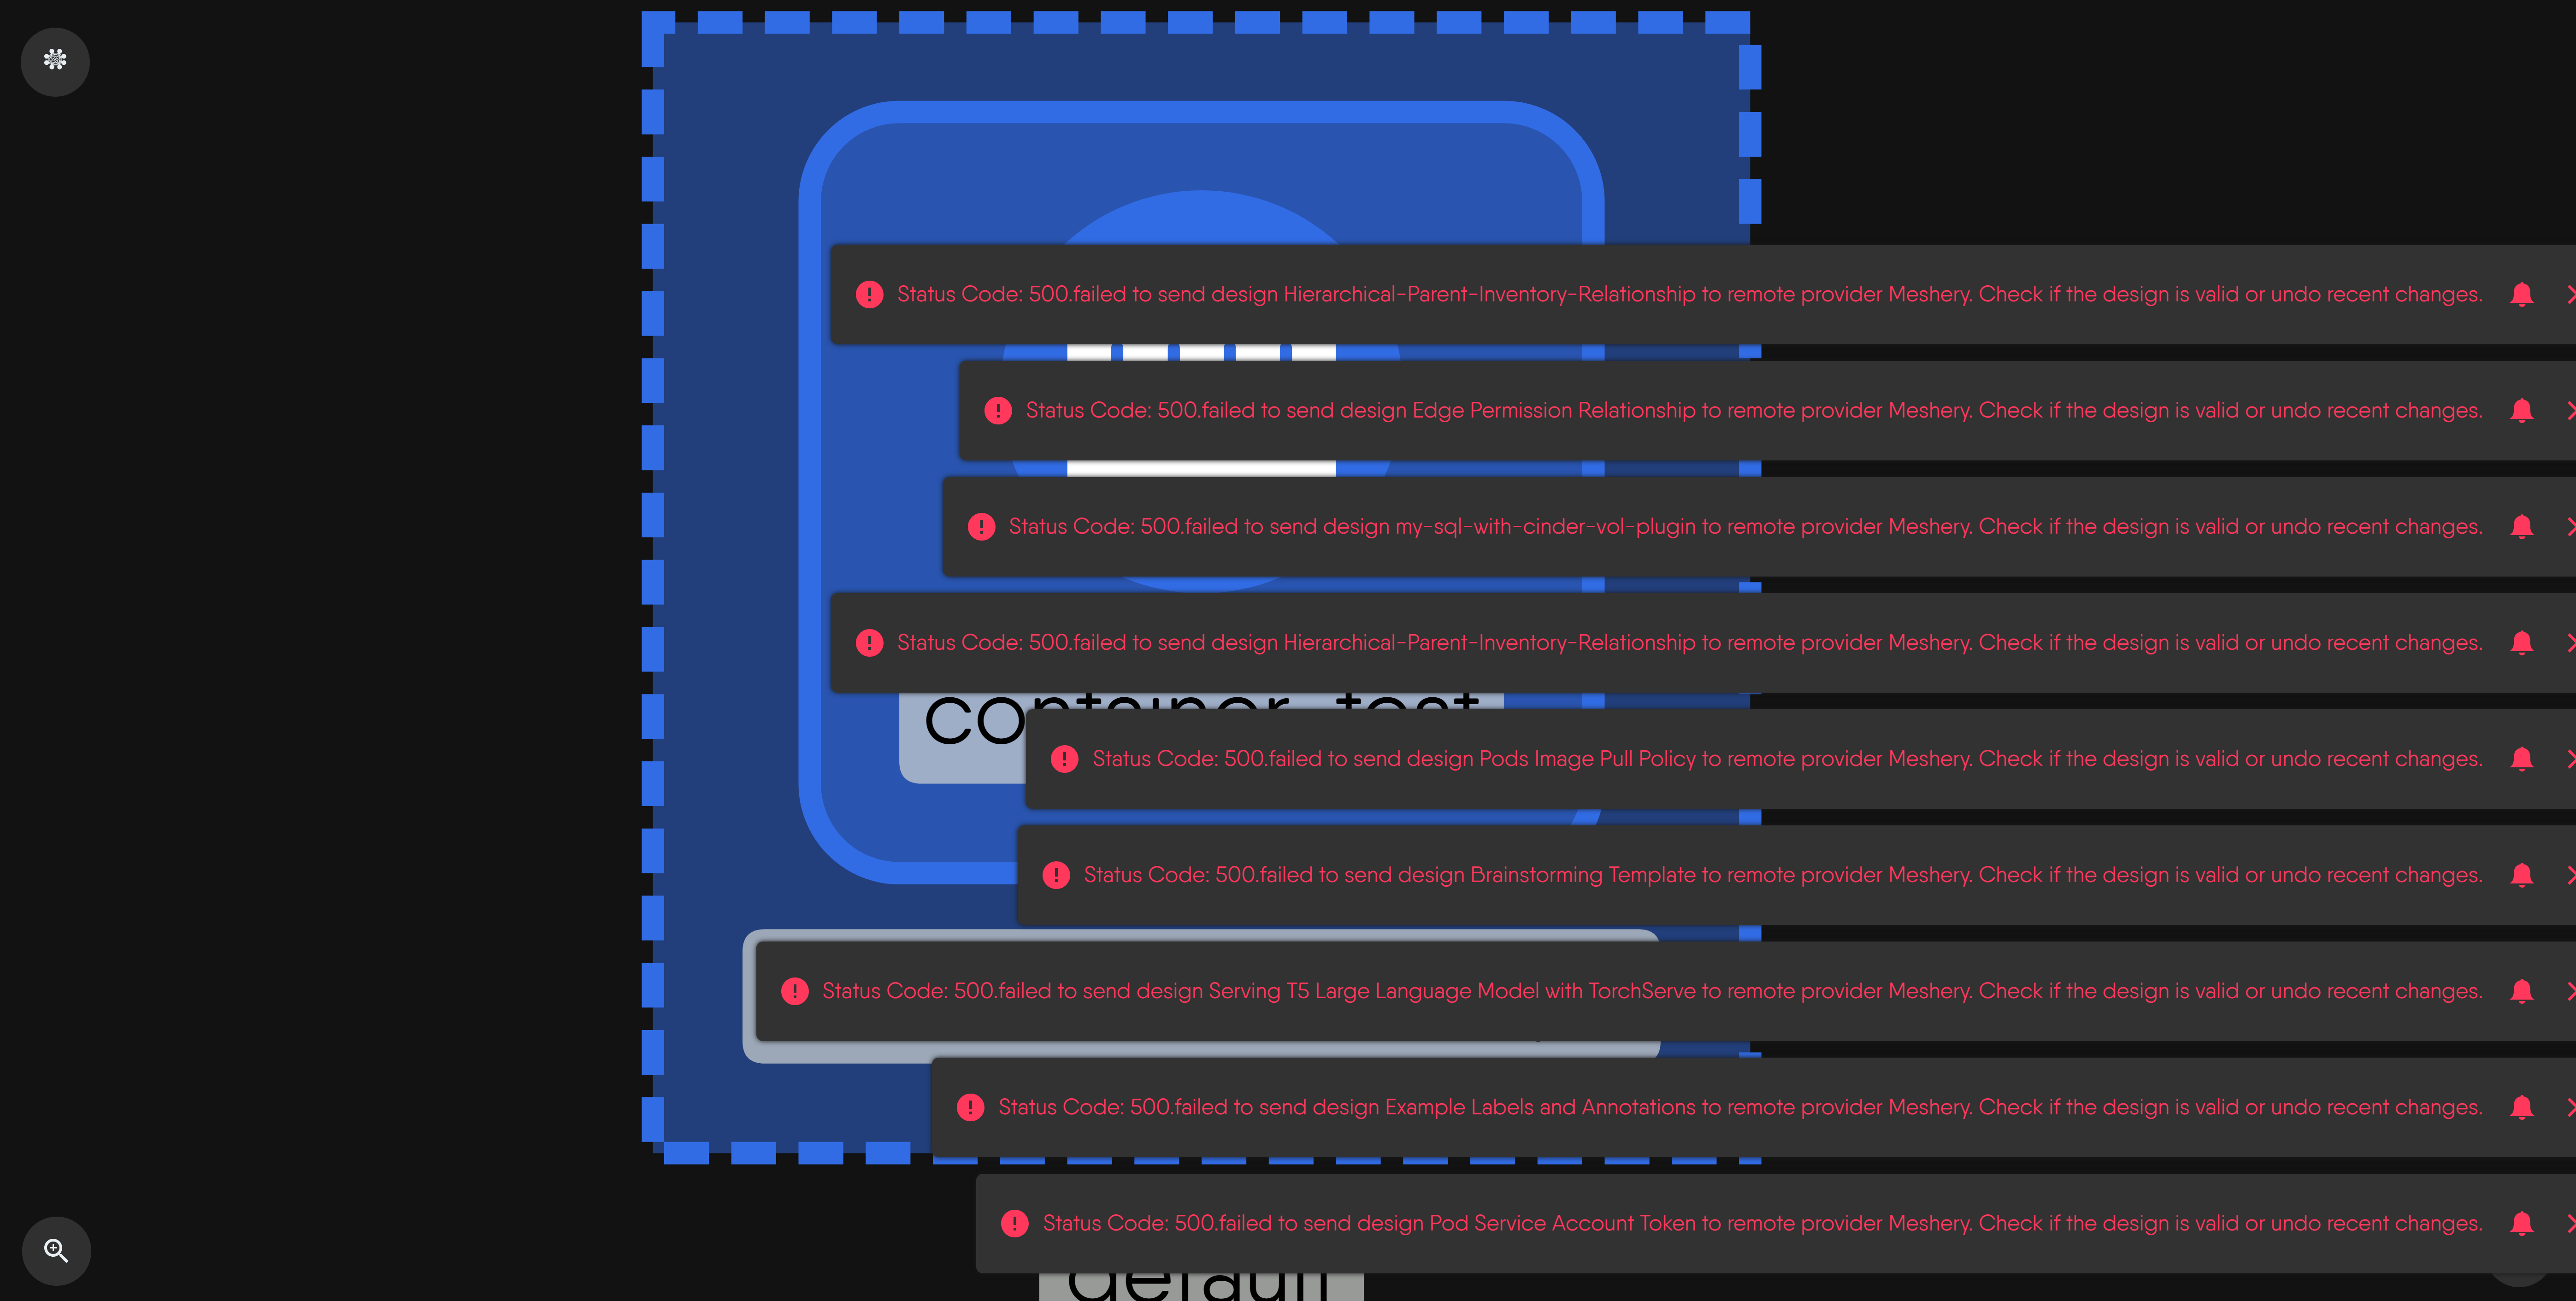 Status Code: 500.failed to send design Hierarchical-Parent-Inventory-Relationship to remote provider Meshery. Check if the design is valid or undo recent changes.
Status Code: 500.failed to send design Edge Permission Relationship to remote provider Meshery. Check if the design is valid or undo recent changes.
Status Code: 500.failed to send design my-sql-with-cinder-vol-plugin to remote provider Meshery. Check if the design is valid or undo recent changes.
Status Code: 500.failed to send design Hierarchical-Parent-Inventory-Relationship to remote provider Meshery. Check if the design is valid or undo recent changes.
container-test
Status Code: 500.failed to send design Pods Image Pull Policy to remote provider Meshery. Check if the design is valid or undo recent changes.
Status Code: 500.failed to send design Brainstorming Template to remote provider Meshery. Check if the design is valid or undo recent changes.
Status Code: 500.failed to send design Serving T5 Large Language Model with TorchServe to remote provider Meshery. Check if the design is valid or undo recent changes.
Status Code: 500.failed to send design Example Labels and Annotations to remote provider Meshery. Check if the design is valid or undo recent changes.
Status Code: 500.failed to send design Pod Service Account Token to remote provider Meshery. Check if the design is valid or undo recent changes.
default